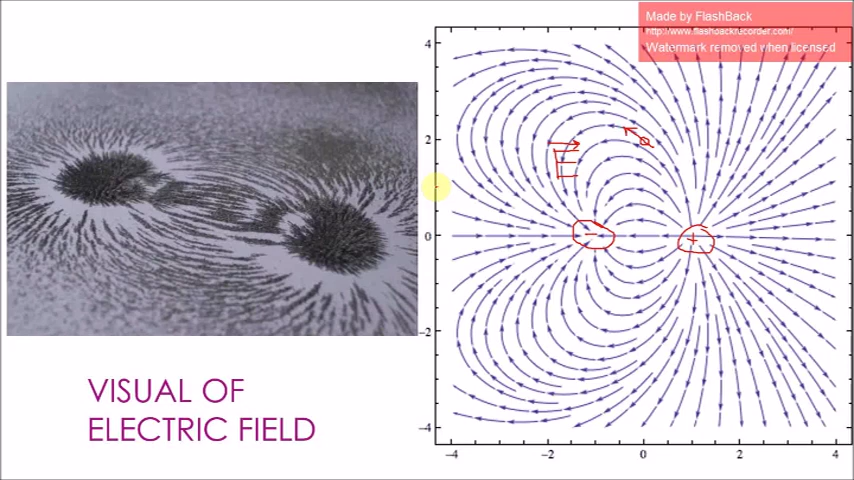 Made by FlashBack
http://www.flashbackrecorder.com/
Watermark removed when licensed
4
2
0
−2
−4
−4
−2
0
2
4
E
−
+
VISUAL OF
ELECTRIC FIELD